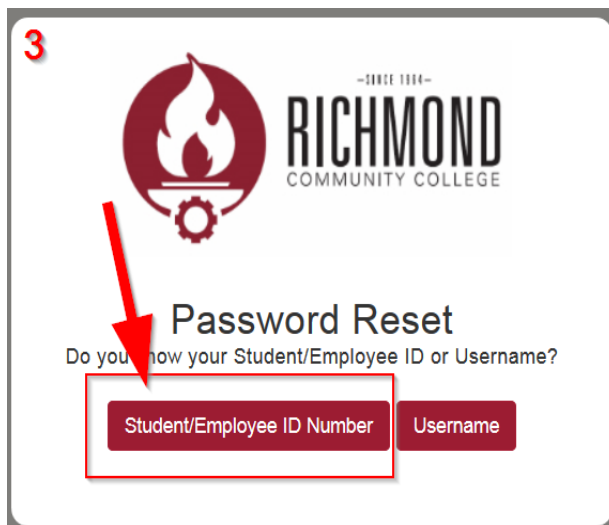 3
-SINCE 1964-
RICHMOND
COMMUNITY COLLEGE
Password Reset
Do you know your Student/Employee ID or Username?
Student/Employee ID Number
Username